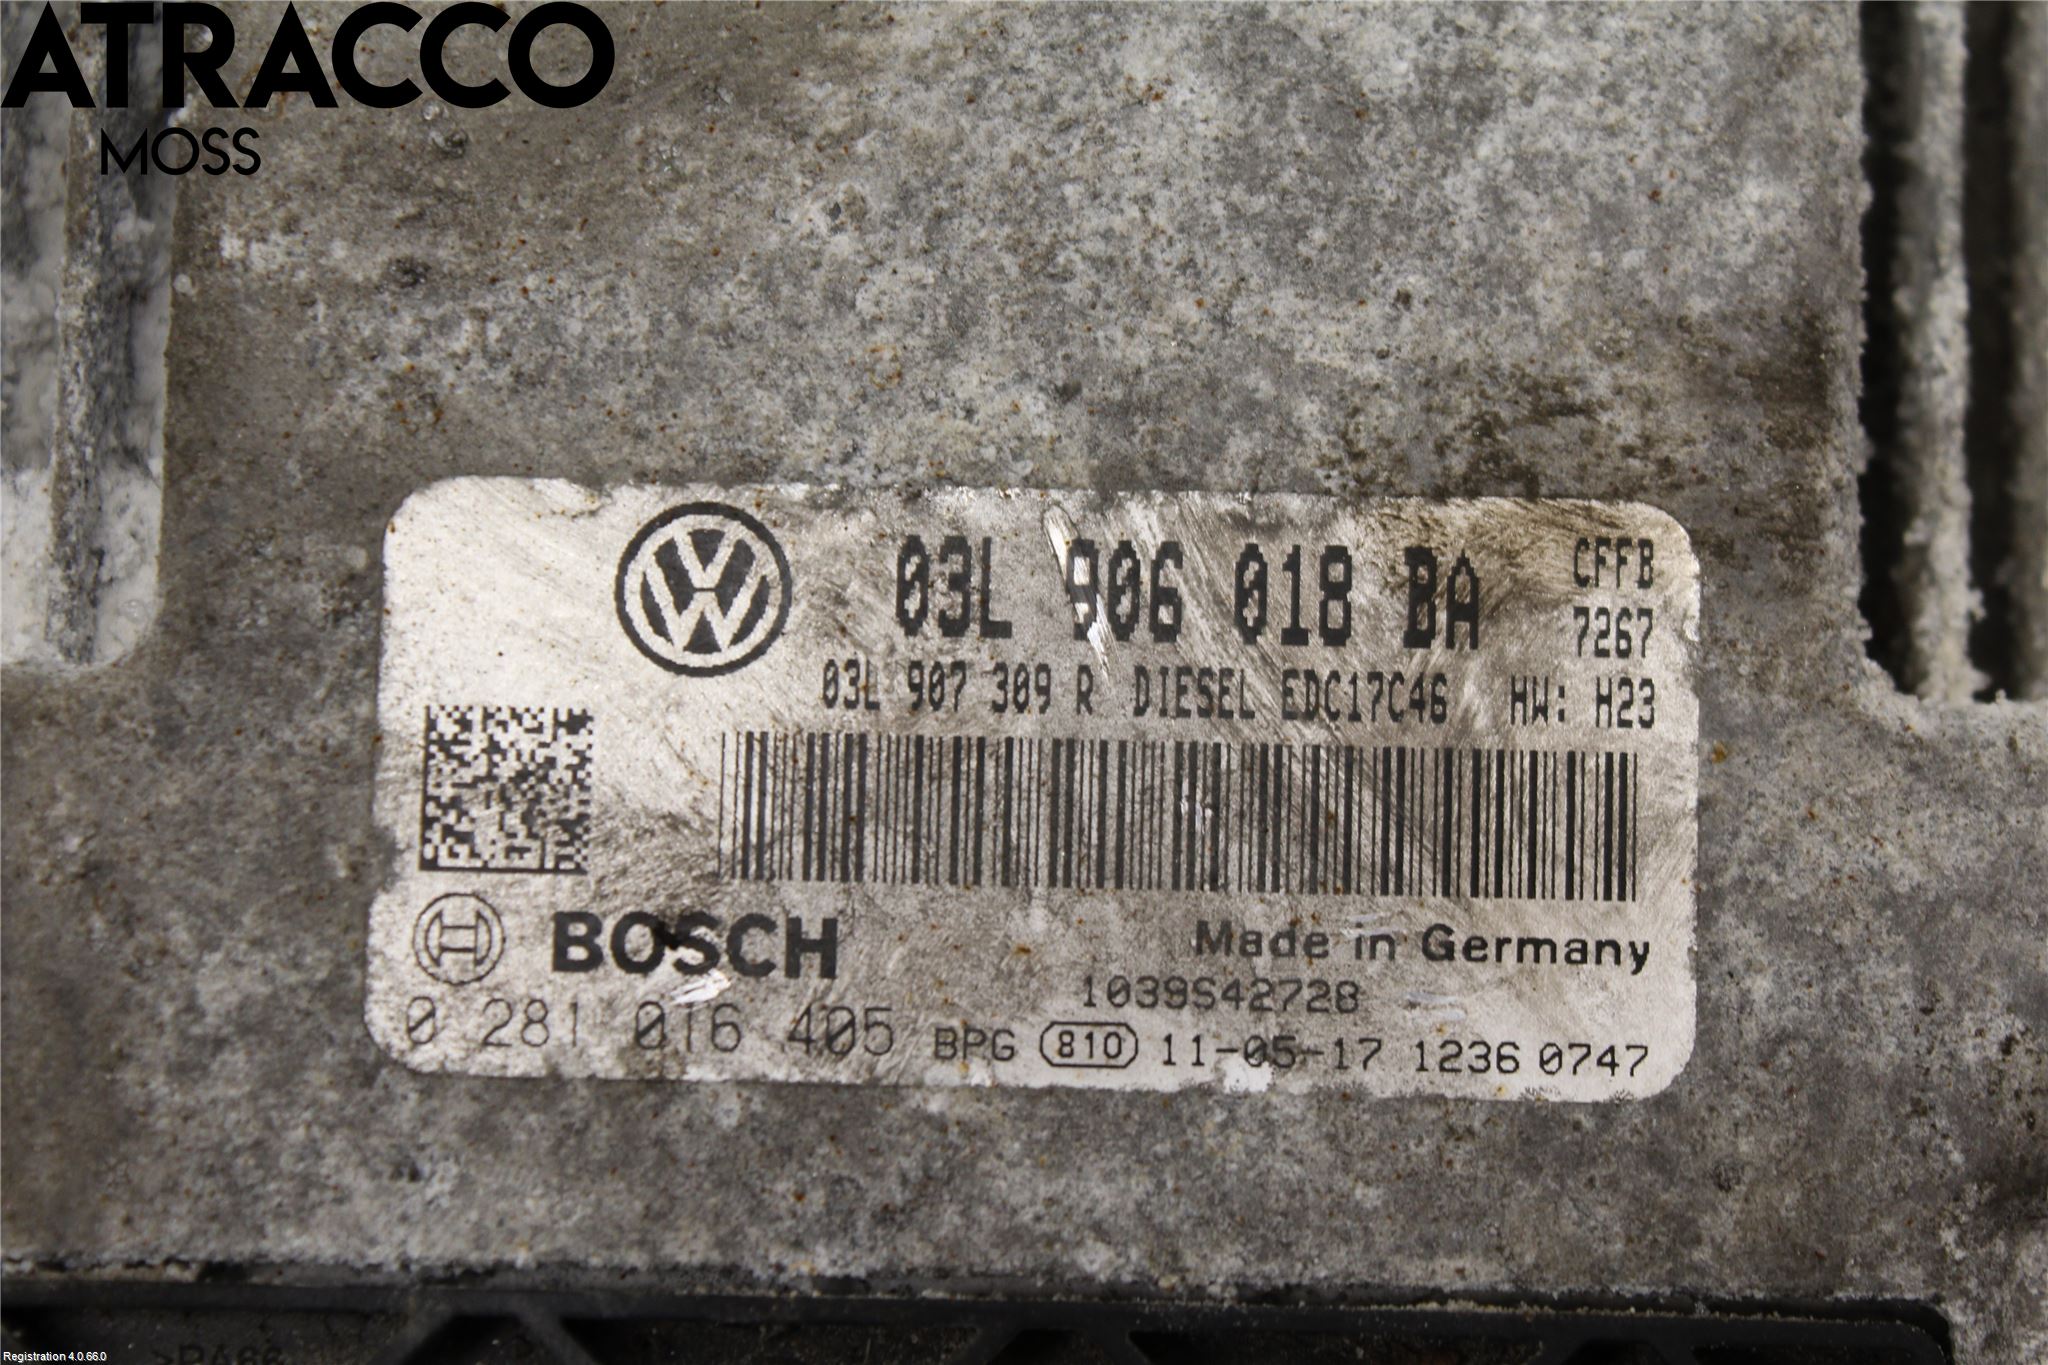 ATRACCO
MOSS
03L 906 018 BA
CFFB
7267
03L 907 309 R DIESEL EDC17C46 HW: H23
BOSCH
Made in Germany
1039S42728
0 281 016 405 BPG 810 11-05-17 1236 0747
Registration 4.0.66.0